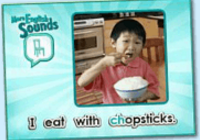 More English
Sounds
I eat with chopsticks.